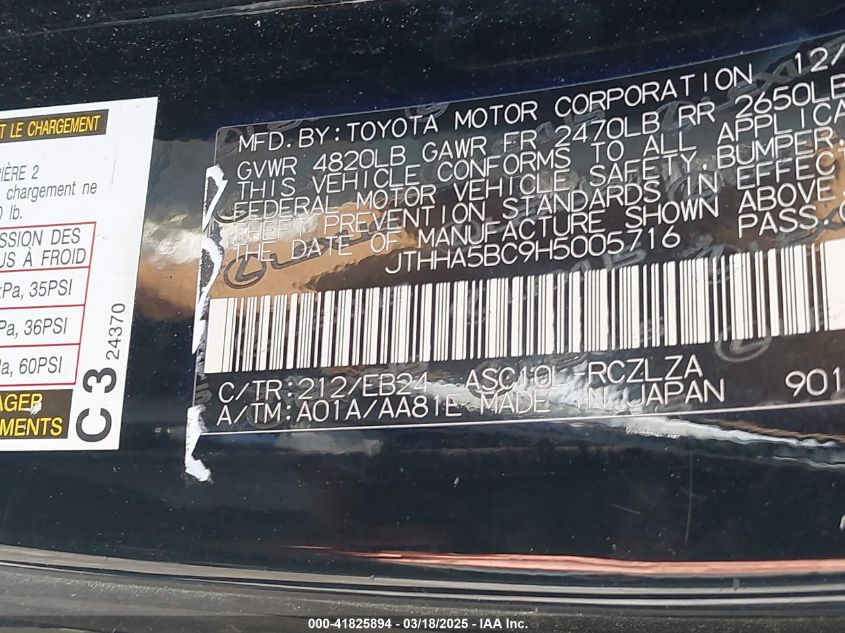 T LE CHARGEMENT
IÈRE 2
chargement ne
0 lb.
SSION DES
US À FROID
kPa, 35PSI
Pa, 36PSI
Pa, 60PSI
AGER
EMENTS
C3
24370
MFD.BY:TOYOTA MOTOR CORPORATION 12/
GVWR 4820LB GAWR FR 2470LB RR 2650LB
THIS VEHICLE CONFORMS TO ALL APPLICA
FEDERAL MOTOR VEHICLE SAFETY BUMPER,
THEFT PREVENTION STANDARDS IN EFFECT
THE DATE OF MANUFACTURE SHOWN ABOVE.
JTHHA5BC9H5005716 PASS.
C/TR:212/EB24 ASC10L-RCZLZA
A/TM:A01A/AA81E MADE IN JAPAN 901
000-41825894 - 03/18/2025 - IAA Inc.